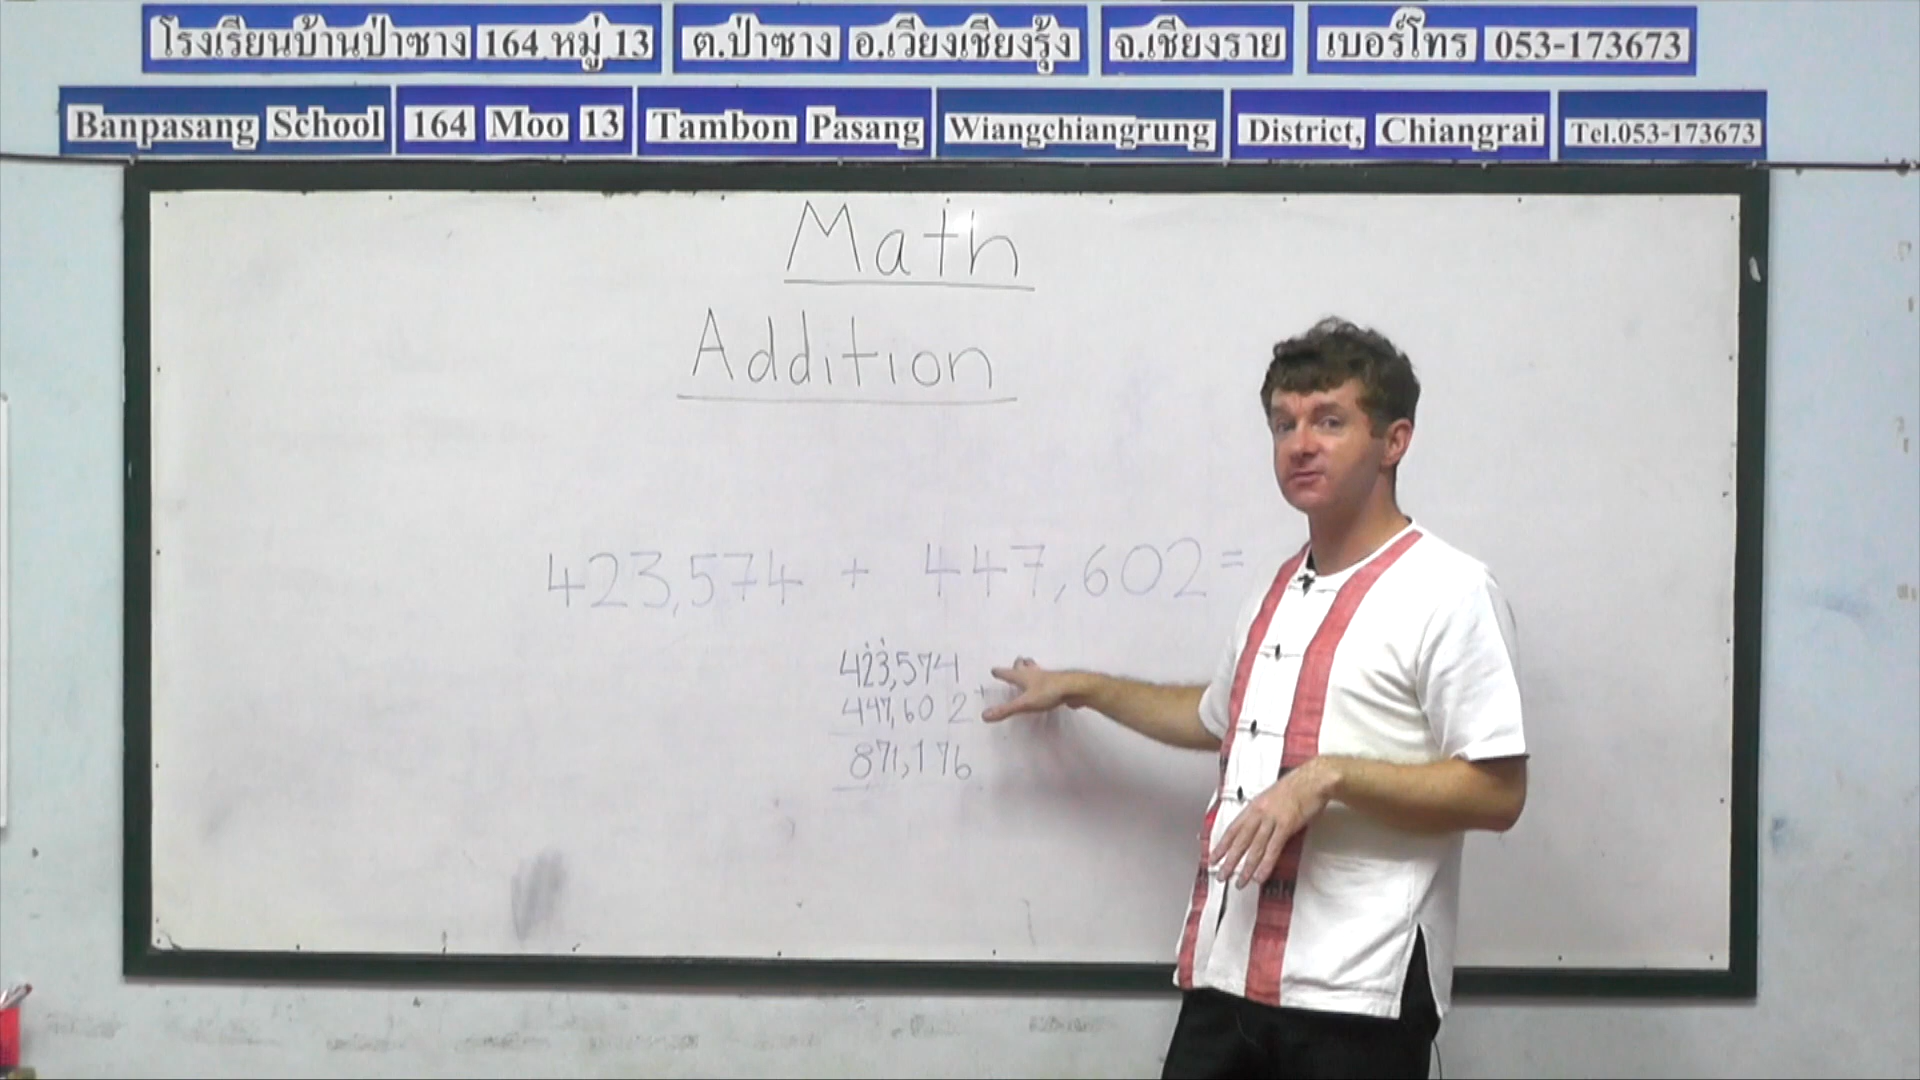 โรงเรียนบ้านป่าซาง 164 หมู่ 13 ต.ป่าซาง อ.เวียงเชียงรุ้ง จ.เชียงราย เบอร์โทร 053-173673
Banpasang School 164 Moo 13 Tambon Pasang Wiangchiangrung District, Chiangrai Tel.053-173673
Math
Addition
423,574 + 447,602=
423,574
447,602 +
871,176